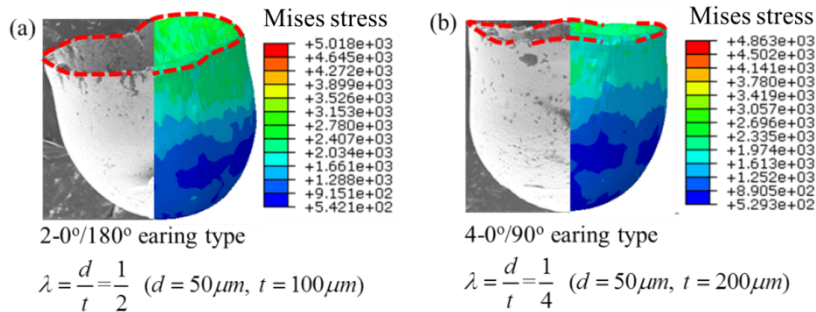 (a)
Mises stress
+5.018e+03
+4.645e+03
+4.272e+03
+3.899e+03
+3.526e+03
+3.153e+03
+2.780e+03
+2.407e+03
+2.034e+03
+1.661e+03
+1.288e+03
+9.151e+02
+5.421e+02
2-0°/180° earing type
λ = d/t = 1/2 (d = 50μm, t = 100μm)
(b)
Mises stress
+4.863e+03
+4.502e+03
+4.141e+03
+3.780e+03
+3.419e+03
+3.057e+03
+2.696e+03
+2.335e+03
+1.974e+03
+1.613e+03
+1.252e+03
+8.905e+02
+5.293e+02
4-0°/90° earing type
λ = d/t = 1/4 (d = 50μm, t = 200μm)